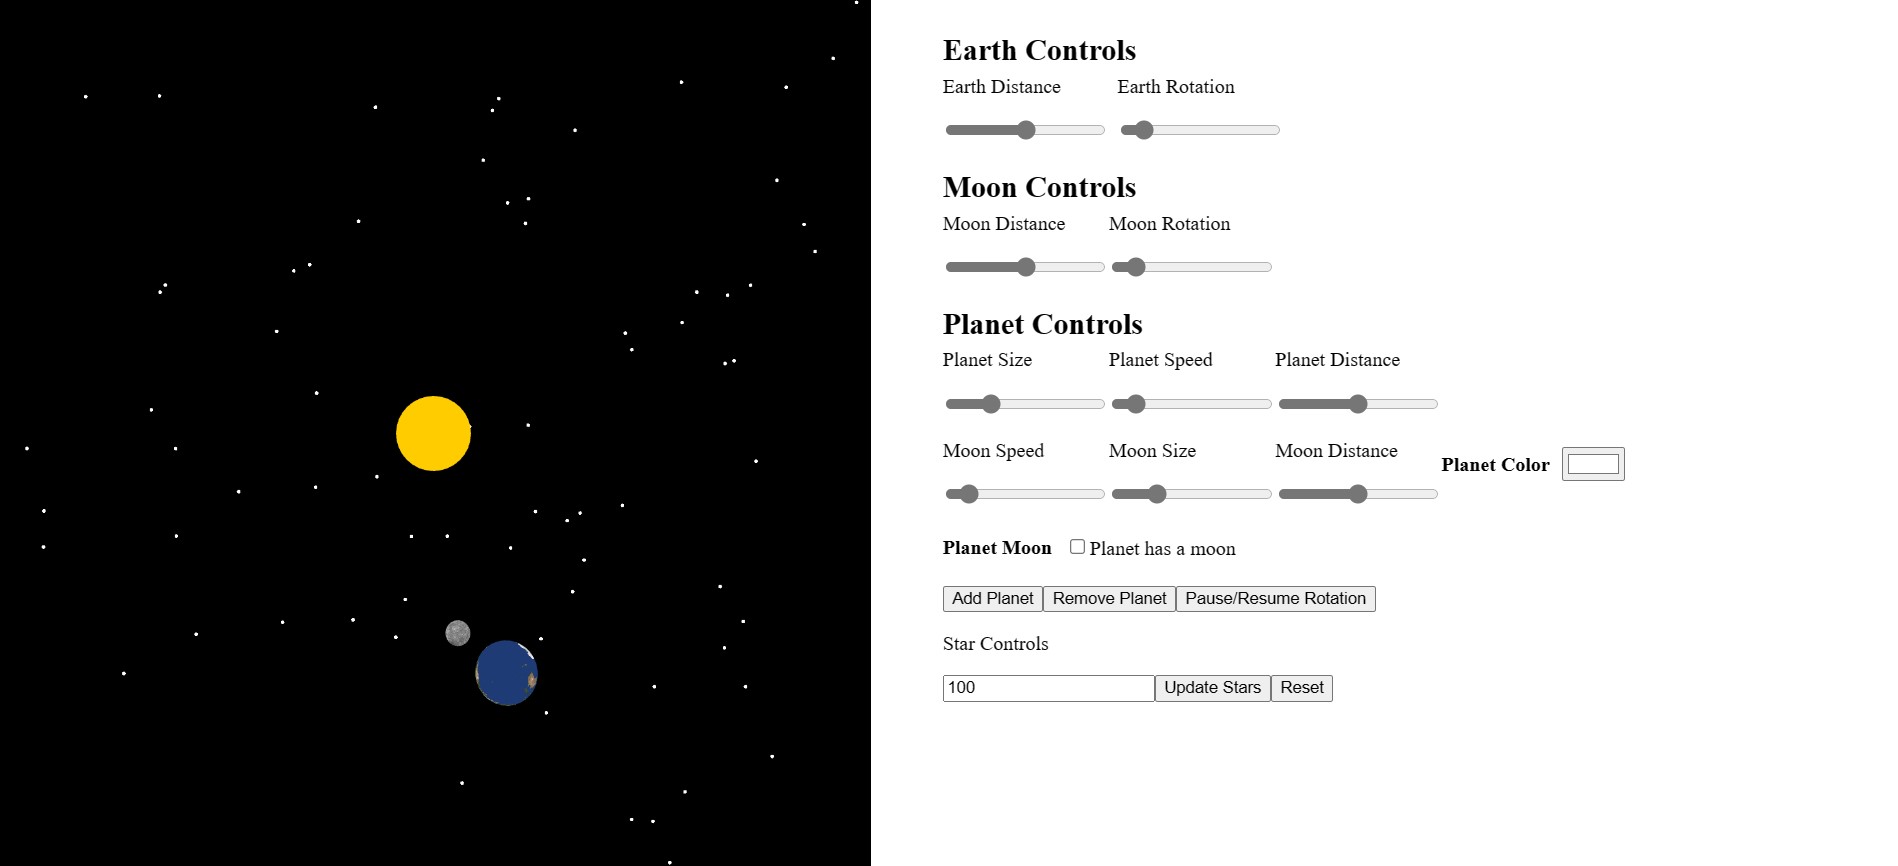 Earth Controls
Earth Distance Earth Rotation
Moon Controls
Moon Distance Moon Rotation
Planet Controls
Planet Size Planet Speed Planet Distance
Moon Speed Moon Size Moon Distance Planet Color
Planet Moon Planet has a moon
Add Planet Remove Planet Pause/Resume Rotation
Star Controls
100 Update Stars Reset